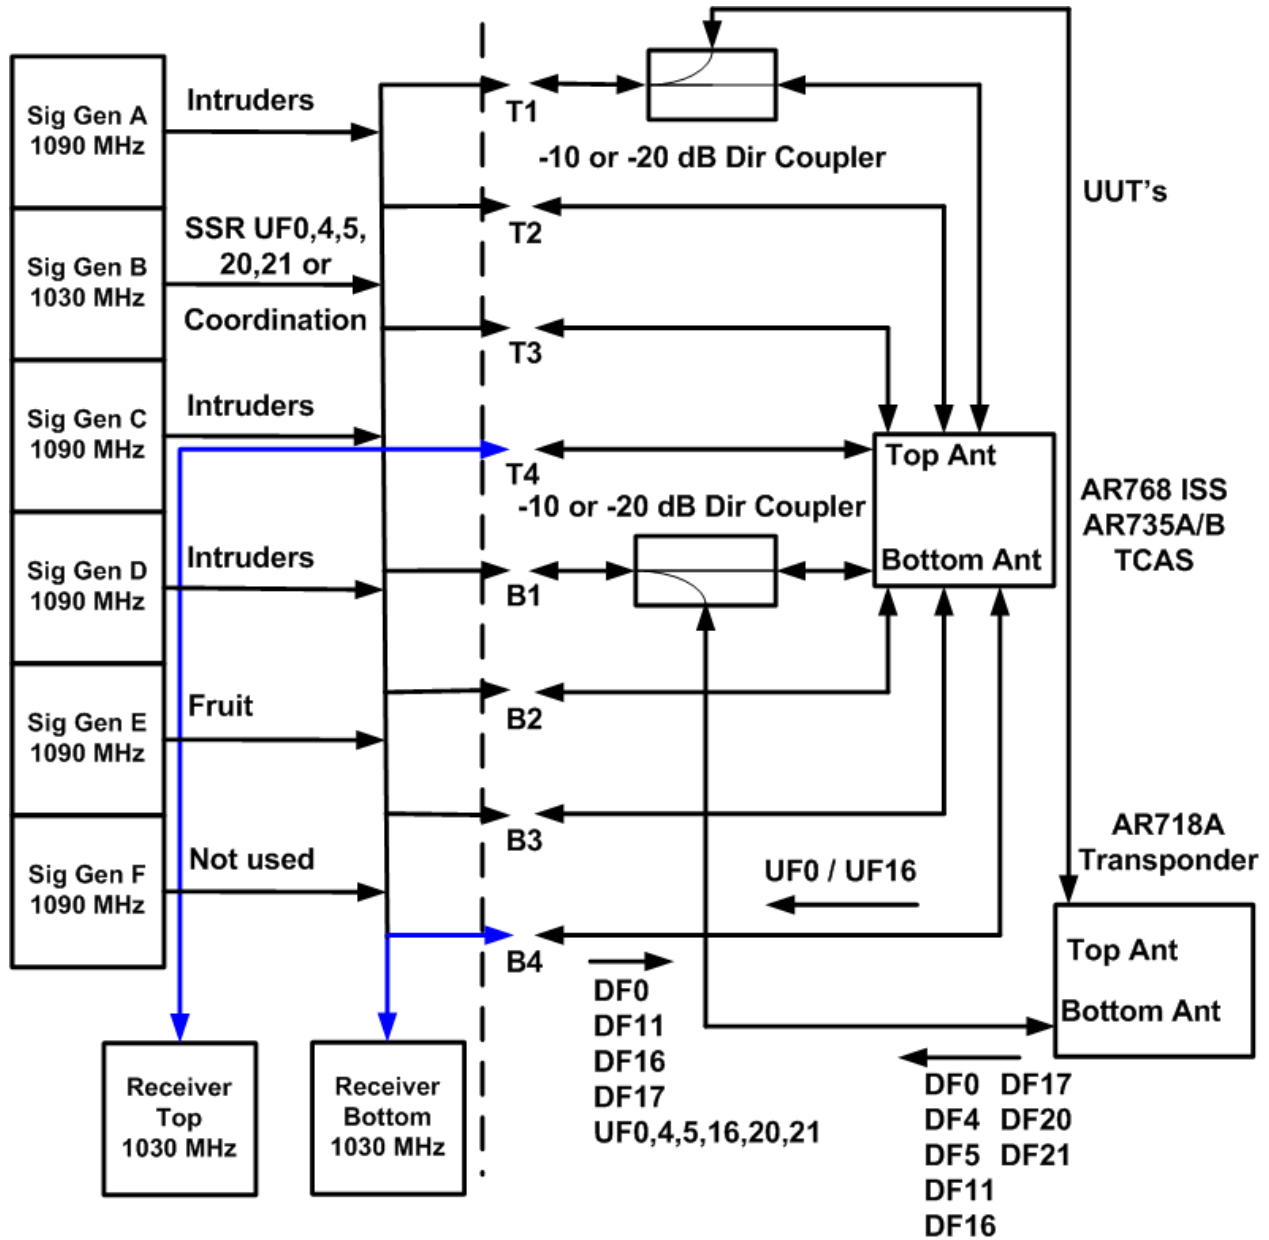 Sig Gen A
1090 MHz
Intruders
Sig Gen B
1030 MHz
SSR UF0,4,5,
20,21 or
Coordination
Sig Gen C
1090 MHz
Intruders
Sig Gen D
1090 MHz
Intruders
Sig Gen E
1090 MHz
Fruit
Sig Gen F
1090 MHz
Not used
Receiver
Top
1030 MHz
Receiver
Bottom
1030 MHz
T1
-10 or -20 dB Dir Coupler
T2
T3
T4
-10 or -20 dB Dir Coupler
B1
B2
B3
B4
Top Ant
Bottom Ant
UUT's
AR768 ISS
AR735A/B
TCAS
UF0 / UF16
AR718A
Transponder
Top Ant
Bottom Ant
DF0
DF11
DF16
DF17
UF0,4,5,16,20,21
DF0 DF17
DF4 DF20
DF5 DF21
DF11
DF16